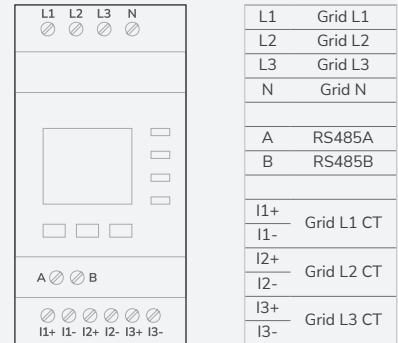 L1 L2 L3 N
A B
I1+ I1- I2+ I2- I3+ I3-
L1 Grid L1
L2 Grid L2
L3 Grid L3
N Grid N
A RS485A
B RS485B
I1+
I1-
Grid L1 CT
I2+
I2-
Grid L2 CT
I3+
I3-
Grid L3 CT